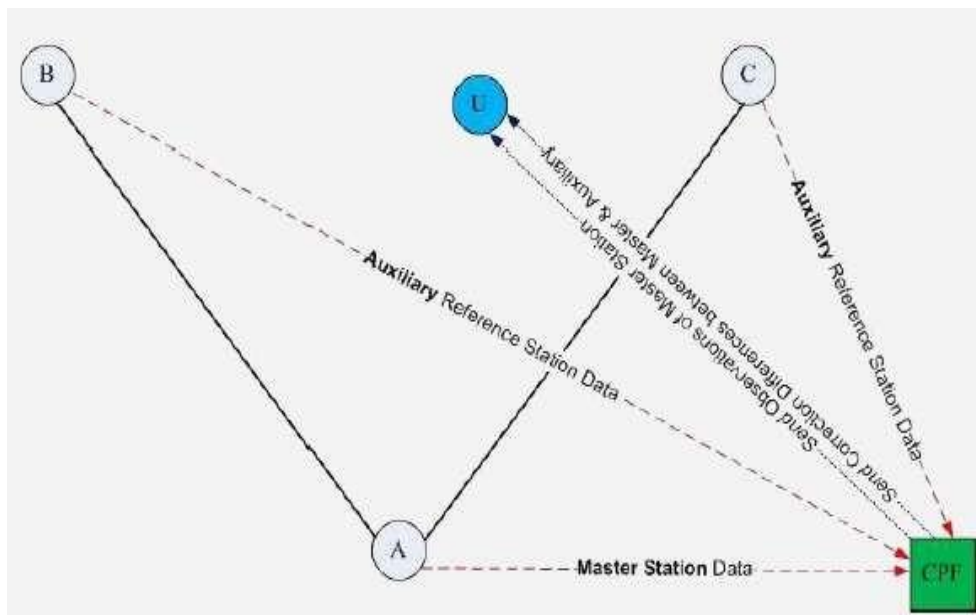 B
C
U
Auxiliary Reference Station Data
Send Correction Differences between Master & Auxiliary
Send Observations of Master Station
Auxiliary Reference Station Data
A
Master Station Data
CPF